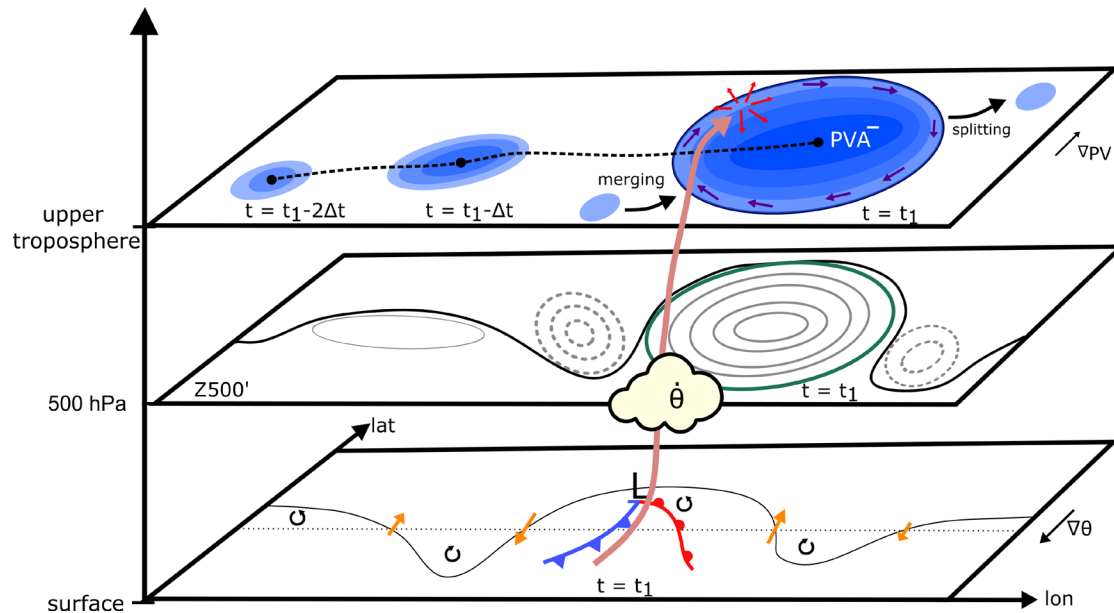 PVA⁻
splitting
∇PV
merging
t = t₁-2Δt
t = t₁-Δt
t = t₁
upper
troposphere
Z500'
t = t₁
500 hPa
θ̇
lat
L
∇θ
t = t₁
surface
lon